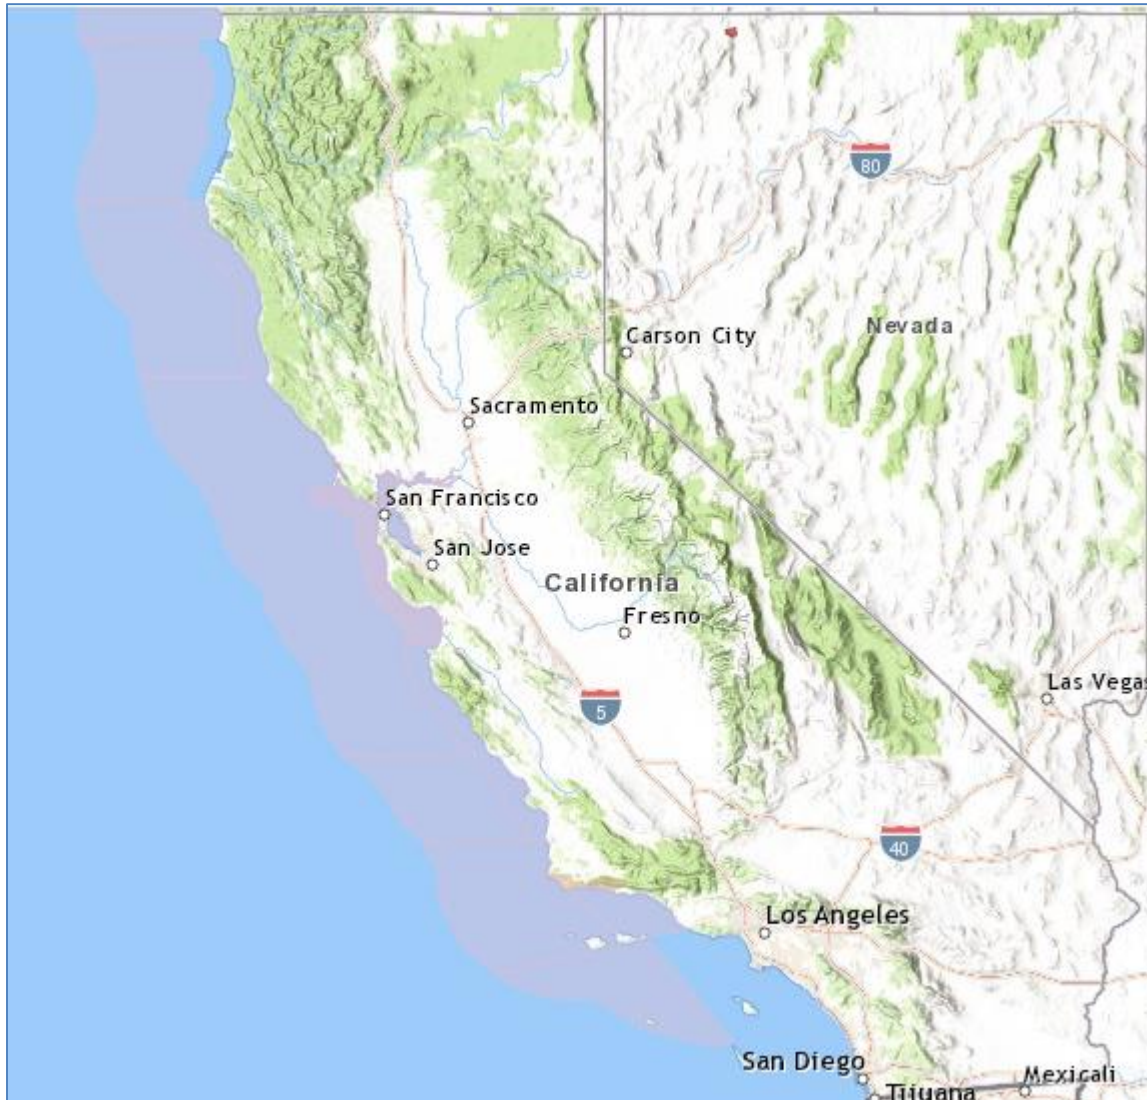 80
Nevada
Carson City
Sacramento
San Francisco
San Jose
California
Fresno
Las Vegas
5
40
Los Angeles
San Diego
Mexicali
Tijuana